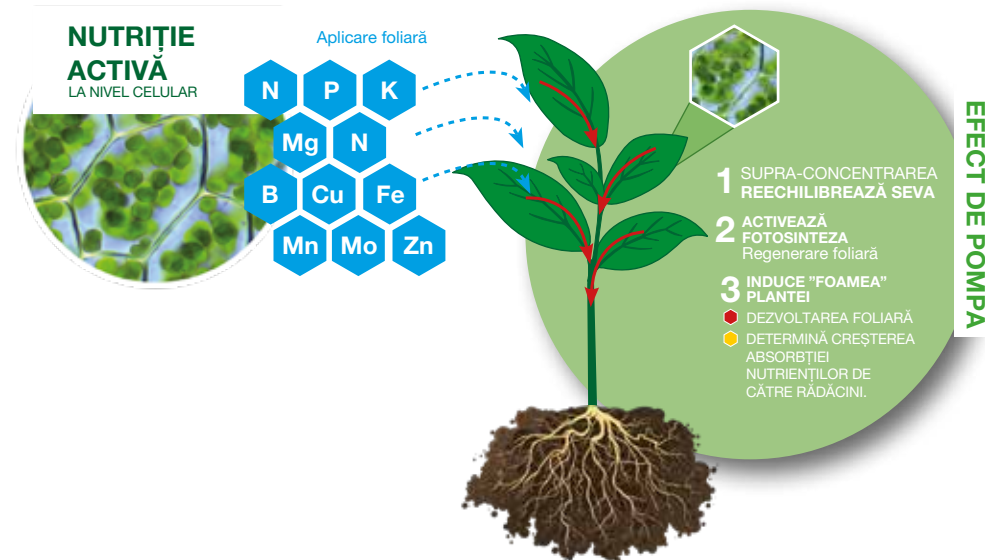 NUTRIȚIE
ACTIVĂ
LA NIVEL CELULAR
Aplicare foliară
N P K
Mg N
B Cu Fe
Mn Mo Zn
1 SUPRA-CONCENTRAREA
REECHILIBREAZĂ SEVA
2 ACTIVEAZĂ
FOTOSINTEZA
Regenerare foliară
3 INDUCE ”FOAMEA”
PLANTEI
DEZVOLTAREA FOLIARĂ
DETERMINĂ CREȘTEREA
ABSORBȚIEI
NUTRIENȚILOR DE
CĂTRE RĂDĂCINI.
EFECT DE POMPA